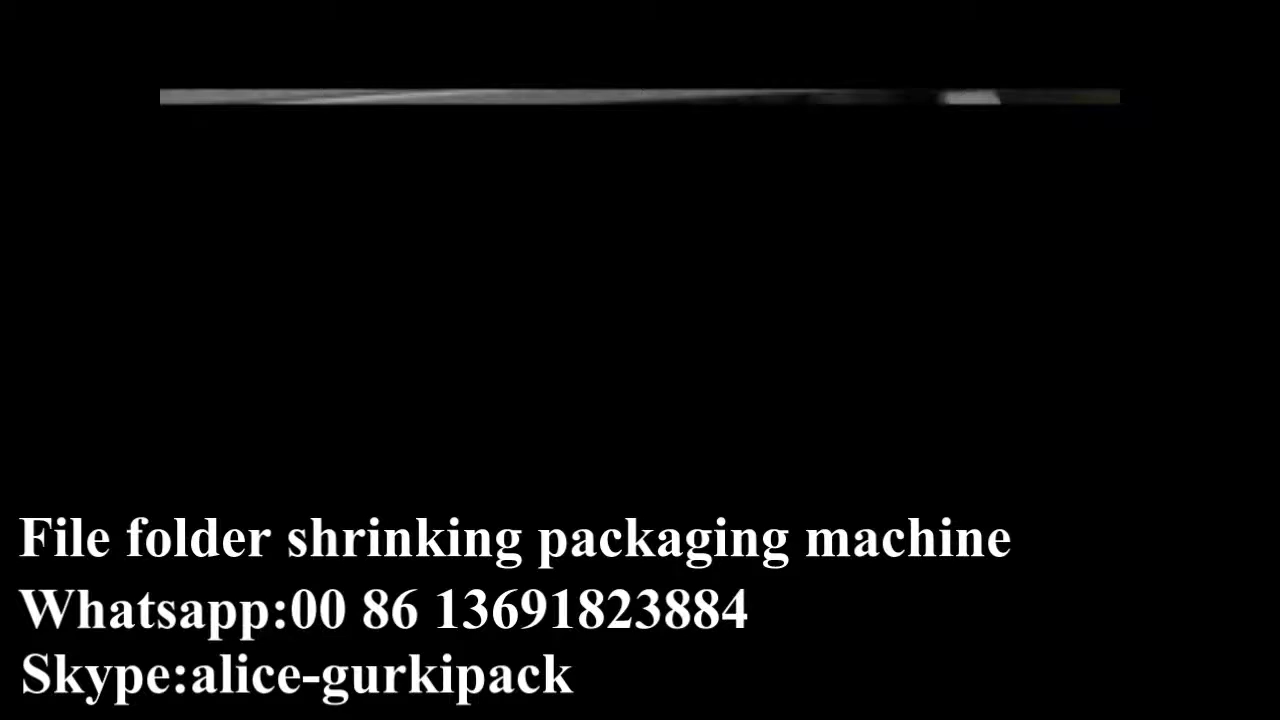 File folder shrinking packaging machine
Whatsapp:00 86 13691823884
Skype:alice-gurkipack